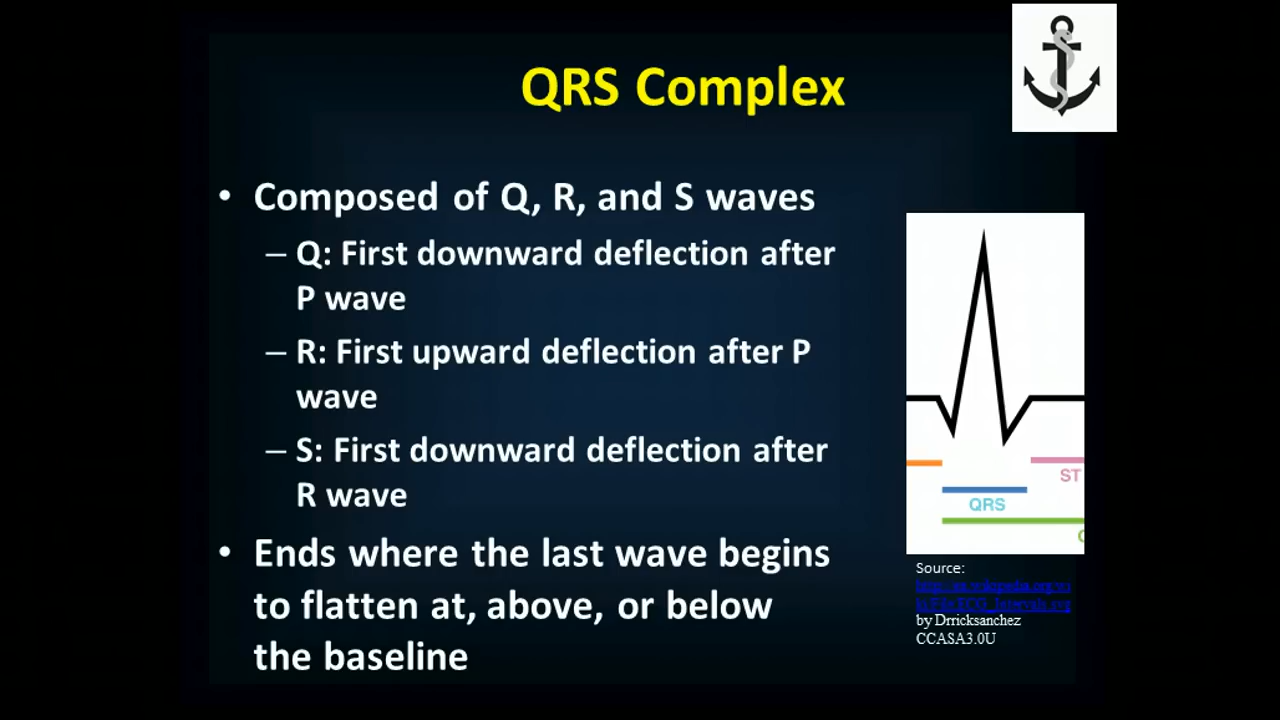 QRS Complex
• Composed of Q, R, and S waves
– Q: First downward deflection after
P wave
– R: First upward deflection after P
wave
– S: First downward deflection after
R wave
• Ends where the last wave begins
to flatten at, above, or below
the baseline
ST
QRS
Source:
by Drricksanchez
CCASA3.0U